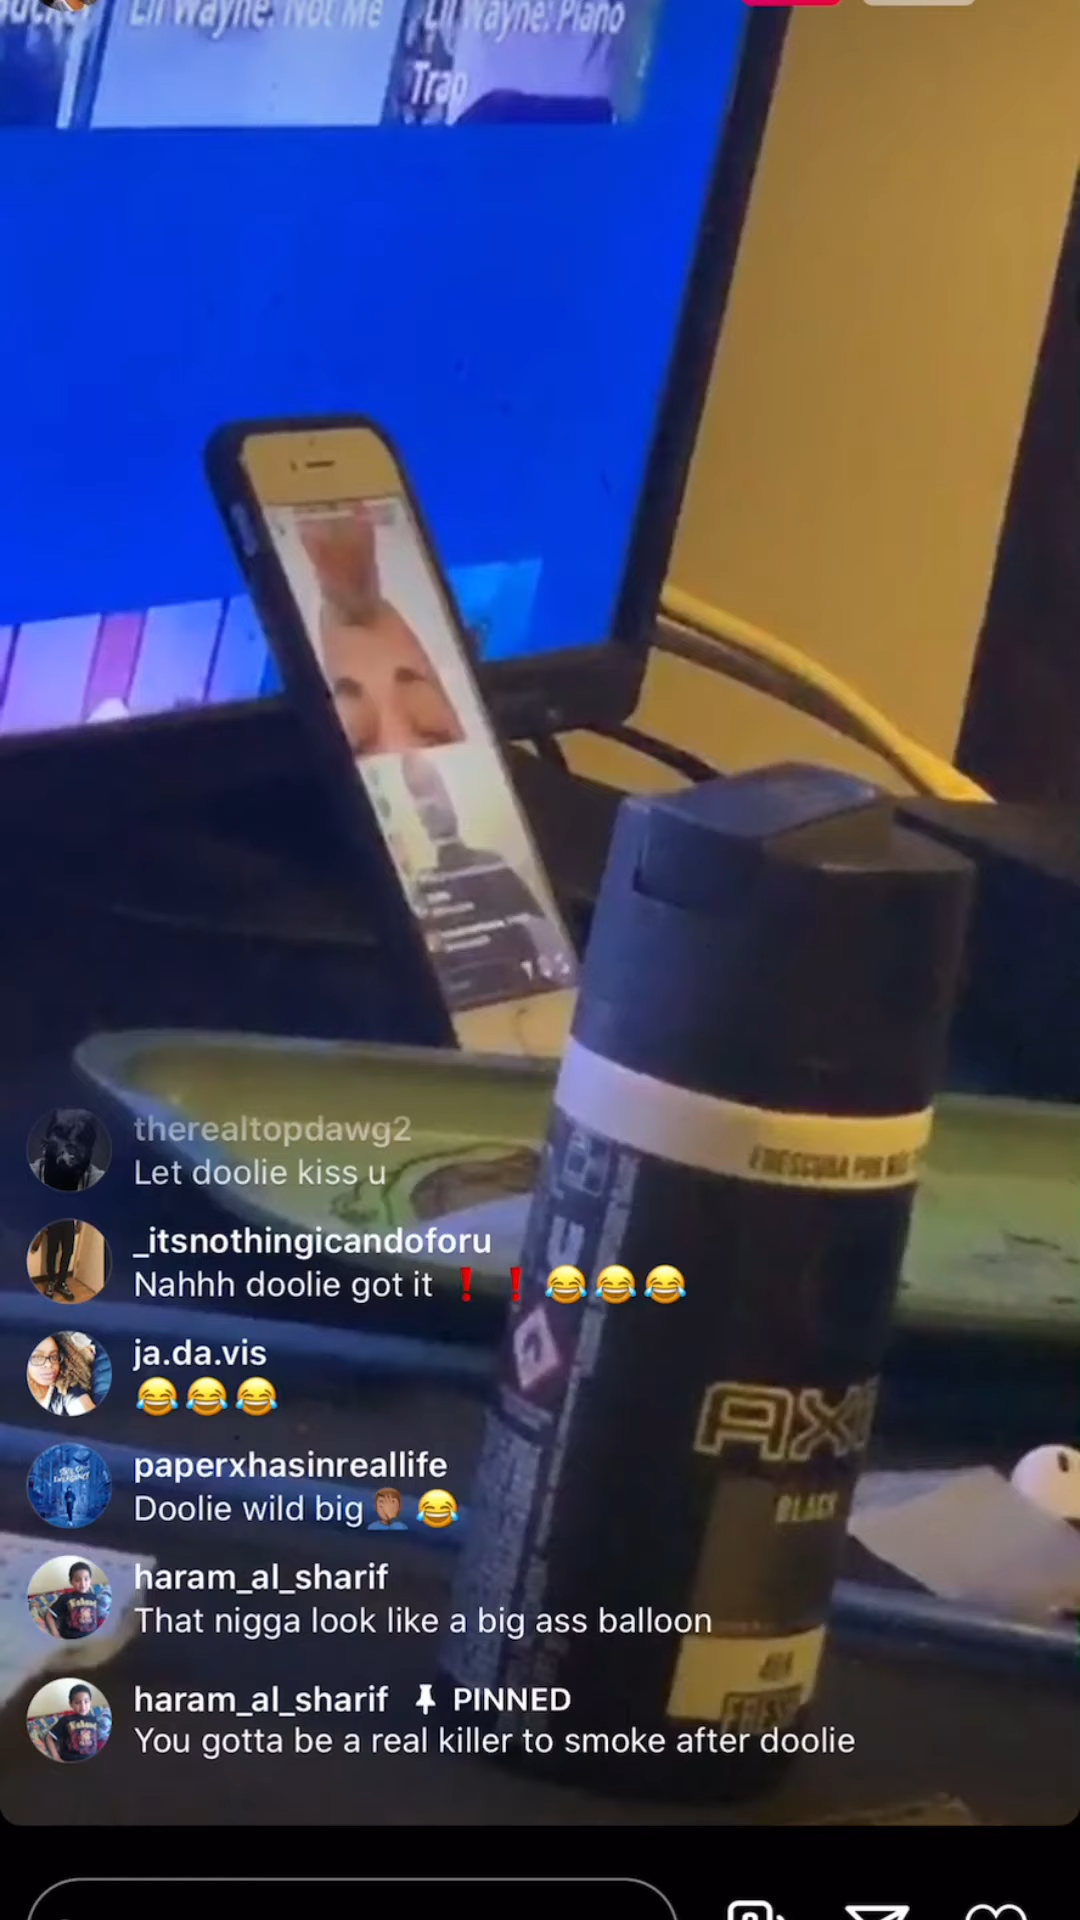 Lil Wayne: Not Me
Lil Wayne: Piano
Trap
therealtopdawg2
Let doolie kiss u
_itsnothingicandoforu
Nahhh doolie got it❗❗😂😂😂
ja.da.vis
😂😂😂
paperxhasinreallife
Doolie wild big🤦🏾‍♂️😂
haram_al_sharif
That nigga look like a big ass balloon
haram_al_sharif 📌 PINNED
You gotta be a real killer to smoke after doolie
AXE
BLACK
FRESH